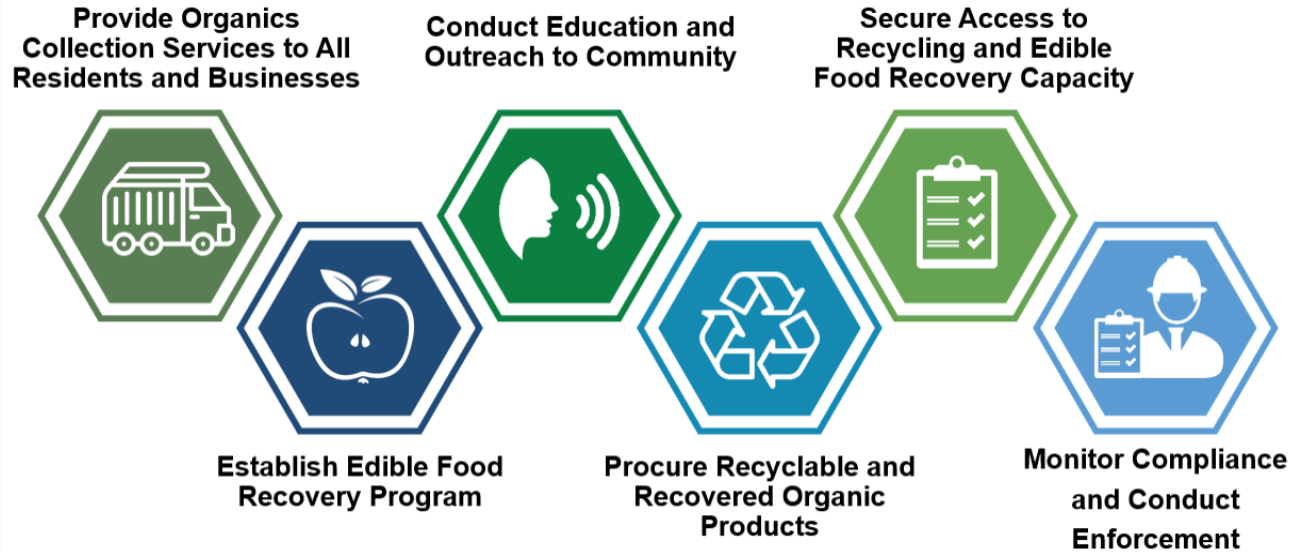 Provide Organics
Collection Services to All
Residents and Businesses
Conduct Education and
Outreach to Community
Secure Access to
Recycling and Edible
Food Recovery Capacity
Establish Edible Food
Recovery Program
Procure Recyclable and
Recovered Organic
Products
Monitor Compliance
and Conduct
Enforcement